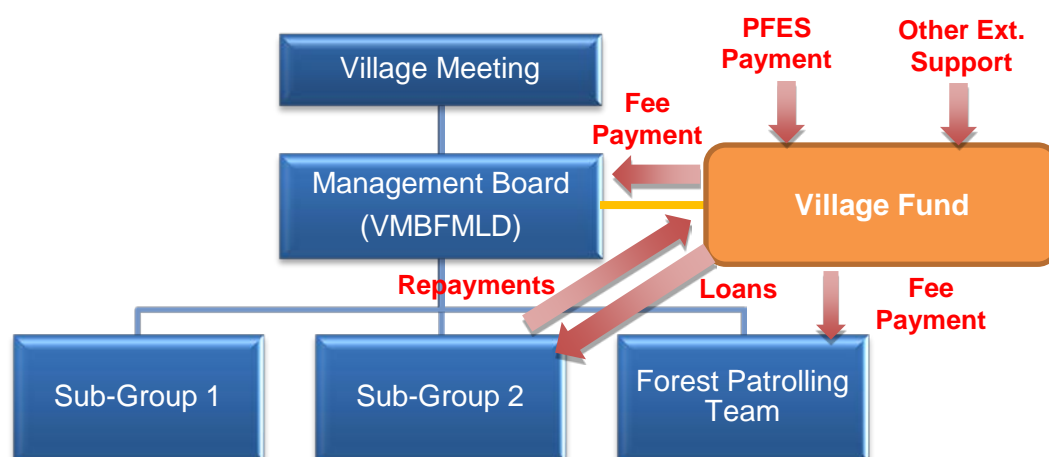 PFES
Payment
Other Ext.
Support
Village Meeting
Fee
Payment
Management Board
(VMBFMLD)
Village Fund
Repayments
Loans
Fee
Payment
Sub-Group 1
Sub-Group 2
Forest Patrolling
Team